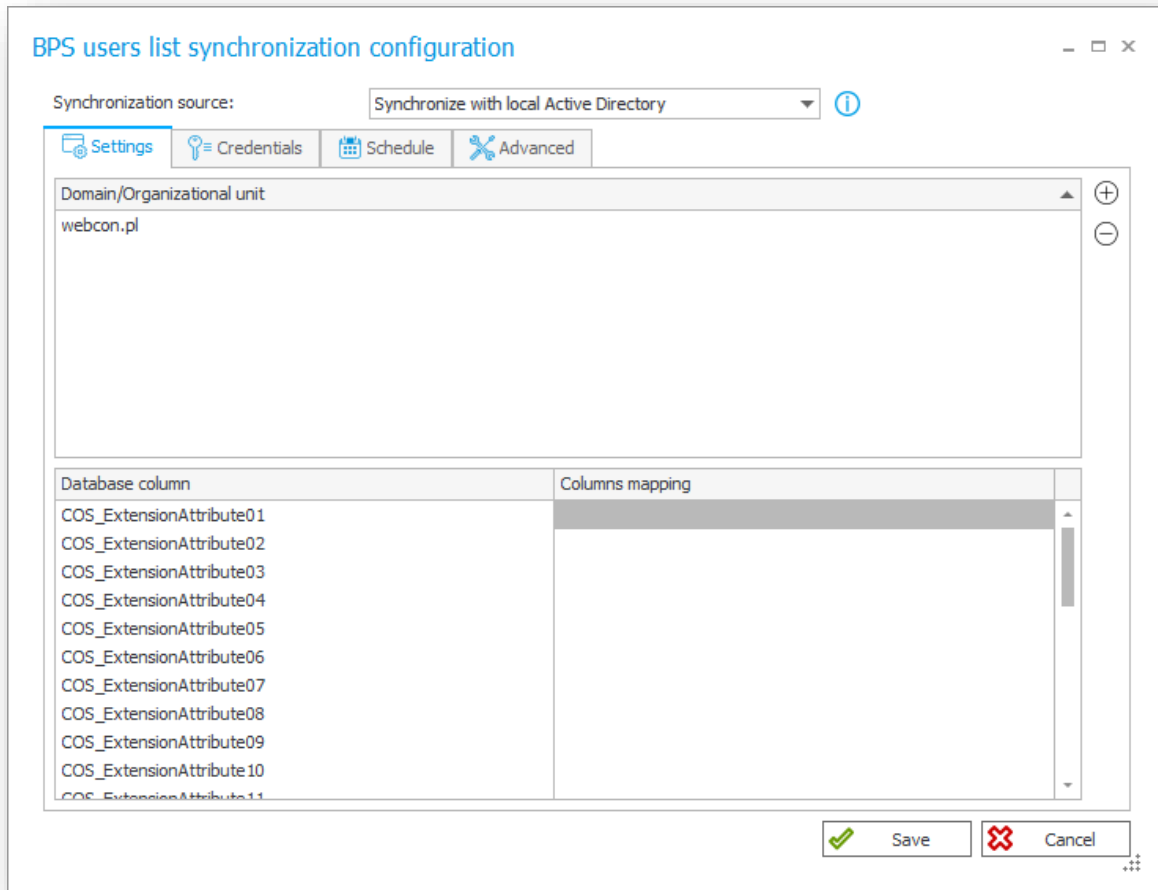 BPS users list synchronization configuration
Synchronization source: Synchronize with local Active Directory
Settings Credentials Schedule Advanced
Domain/Organizational unit
webcon.pl
Database column Columns mapping
COS_ExtensionAttribute01
COS_ExtensionAttribute02
COS_ExtensionAttribute03
COS_ExtensionAttribute04
COS_ExtensionAttribute05
COS_ExtensionAttribute06
COS_ExtensionAttribute07
COS_ExtensionAttribute08
COS_ExtensionAttribute09
COS_ExtensionAttribute10
COS_ExtensionAttribute11
Save Cancel